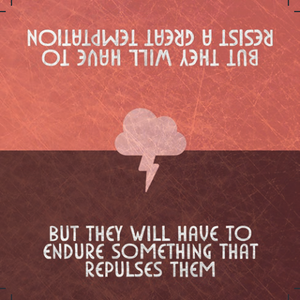 BUT THEY WILL HAVE TO
RESIST A GREAT TEMPTATION
BUT THEY WILL HAVE TO
ENDURE SOMETHING THAT
REPULSES THEM